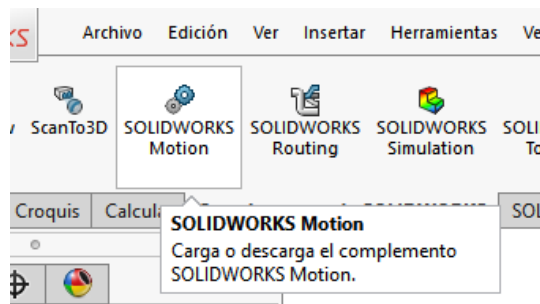 Archivo Edición Ver Insertar Herramientas
ScanTo3D SOLIDWORKS SOLIDWORKS SOLIDWORKS
Motion Routing Simulation
Croquis
SOLIDWORKS Motion
Carga o descarga el complemento
SOLIDWORKS Motion.